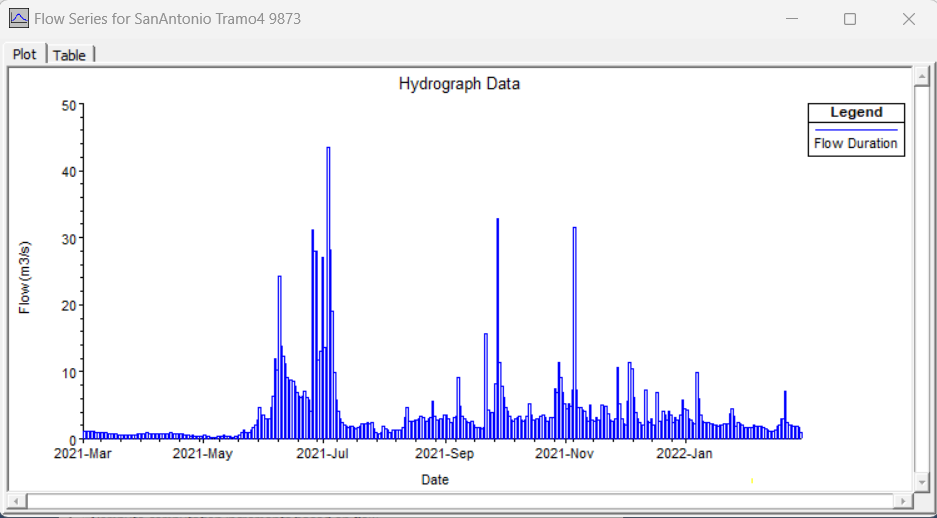 Flow Series for SanAntonio Tramo4 9873
Plot
Table
Hydrograph Data
Legend
Flow Duration
Flow(m3/s)
50
40
30
20
10
0
2021-Mar
2021-May
2021-Jul
2021-Sep
2021-Nov
2022-Jan
Date